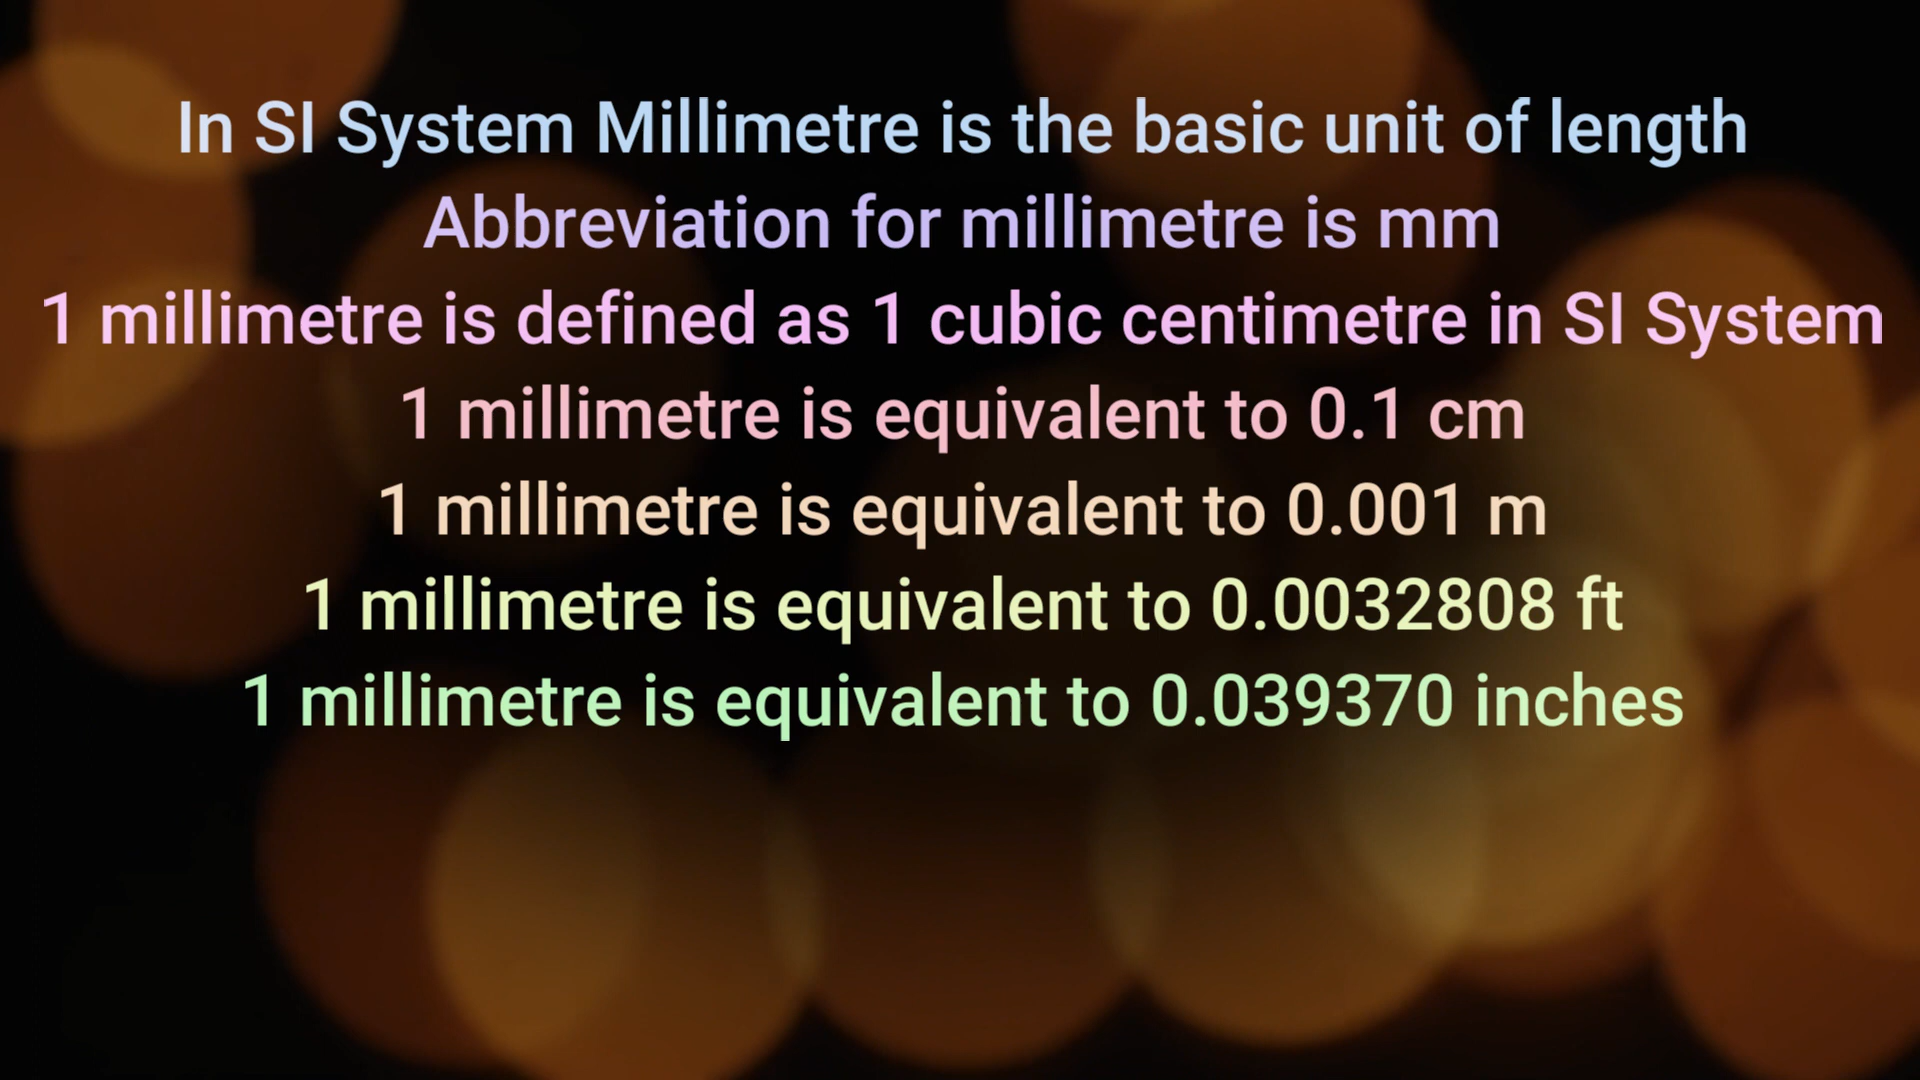 In SI System Millimetre is the basic unit of length
Abbreviation for millimetre is mm
1 millimetre is defined as 1 cubic centimetre in SI System
1 millimetre is equivalent to 0.1 cm
1 millimetre is equivalent to 0.001 m
1 millimetre is equivalent to 0.0032808 ft
1 millimetre is equivalent to 0.039370 inches